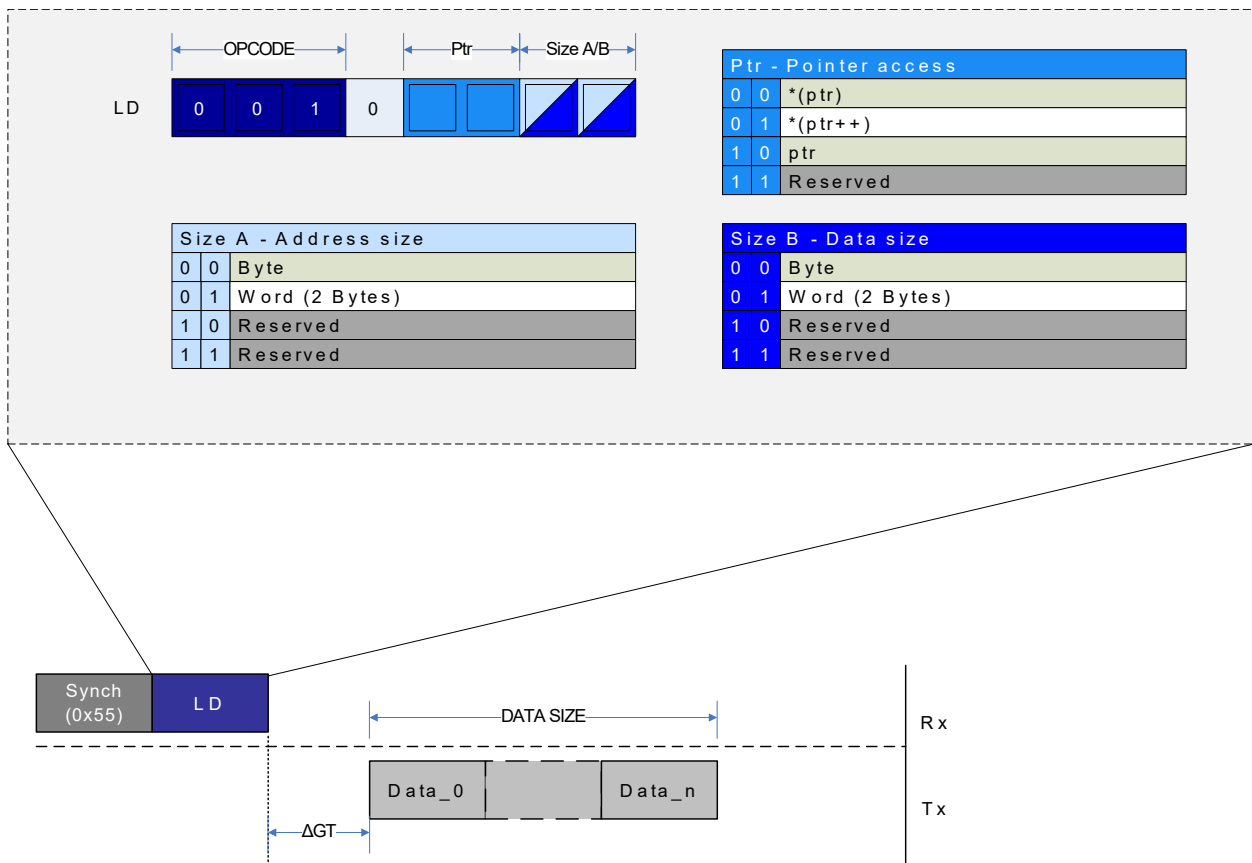 OPCODE Ptr Size A/B
LD 0 0 1 0
Ptr - Pointer access
0 0 *(ptr)
0 1 *(ptr++)
1 0 ptr
1 1 Reserved
Size A - Address size
0 0 Byte
0 1 Word (2 Bytes)
1 0 Reserved
1 1 Reserved
Size B - Data size
0 0 Byte
0 1 Word (2 Bytes)
1 0 Reserved
1 1 Reserved
Synch
(0x55)
LD
DATA SIZE
Rx
Data_0 Data_n
Tx
ΔGT